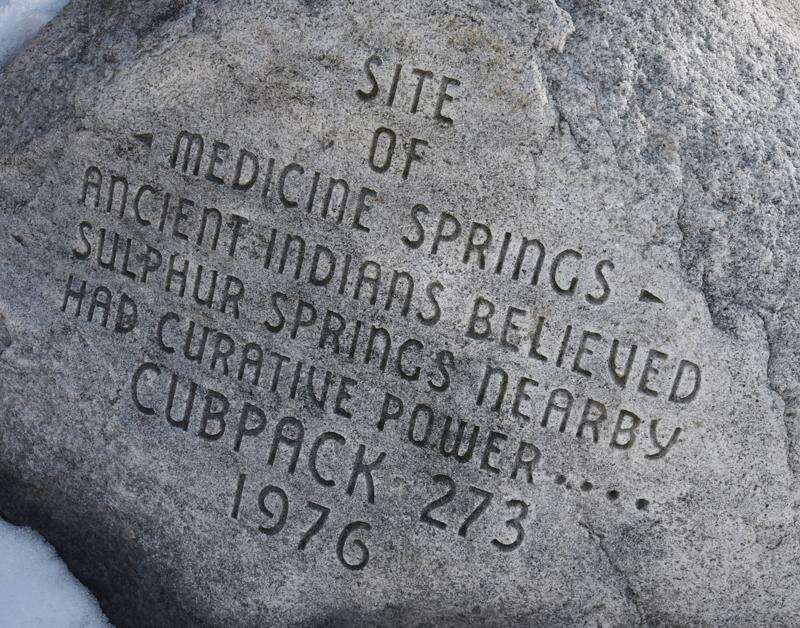 SITE
OF
MEDICINE SPRINGS
ANCIENT INDIANS BELIEVED
SULPHUR SPRINGS NEARBY
HAD CURATIVE POWER.....
CUBPACK 273
1976